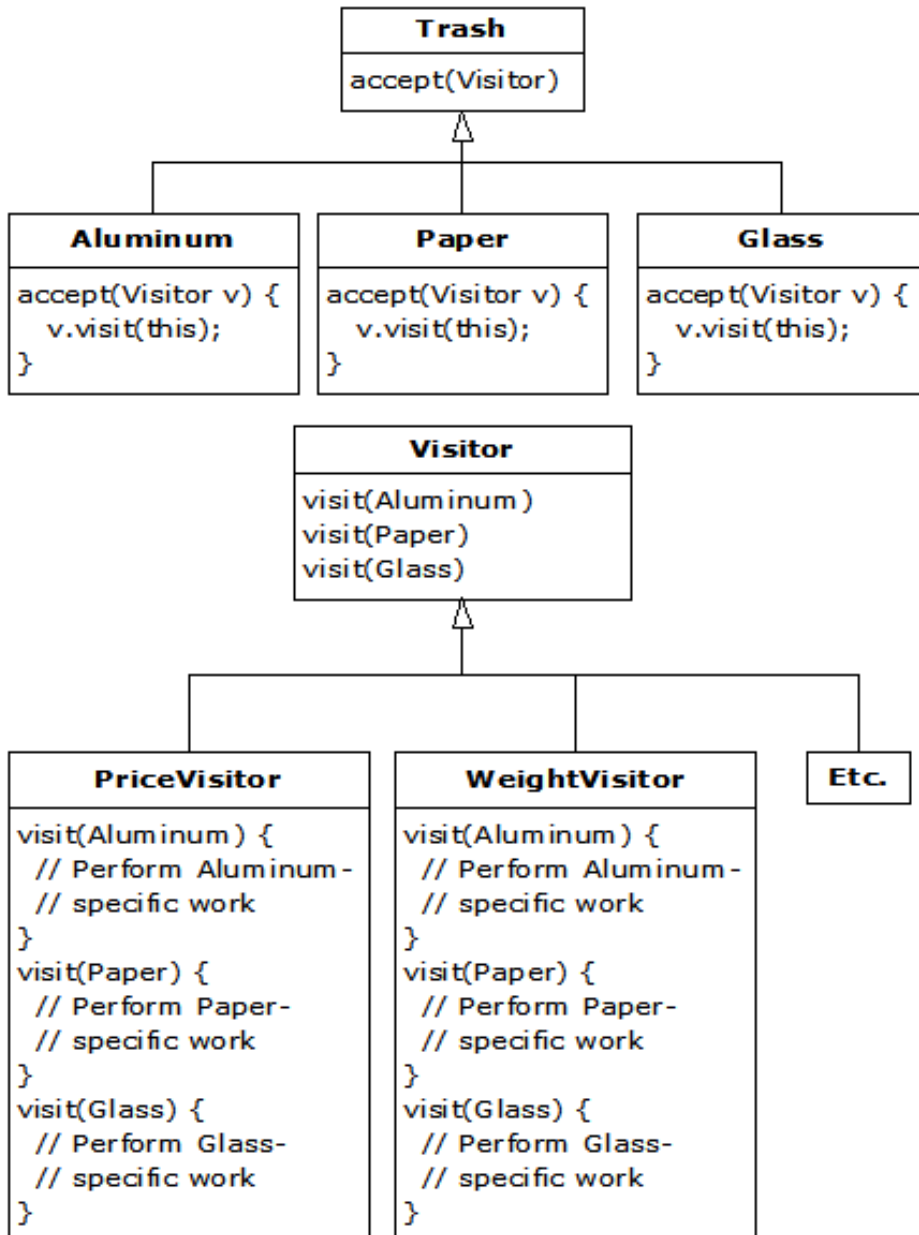 Trash
accept(Visitor)
Aluminum
accept(Visitor v) {
v.visit(this);
}
Paper
accept(Visitor v) {
v.visit(this);
}
Glass
accept(Visitor v) {
v.visit(this);
}
Visitor
visit(Aluminum)
visit(Paper)
visit(Glass)
PriceVisitor
visit(Aluminum) {
// Perform Aluminum-
// specific work
}
visit(Paper) {
// Perform Paper-
// specific work
}
visit(Glass) {
// Perform Glass-
// specific work
}
WeightVisitor
visit(Aluminum) {
// Perform Aluminum-
// specific work
}
visit(Paper) {
// Perform Paper-
// specific work
}
visit(Glass) {
// Perform Glass-
// specific work
}
Etc.